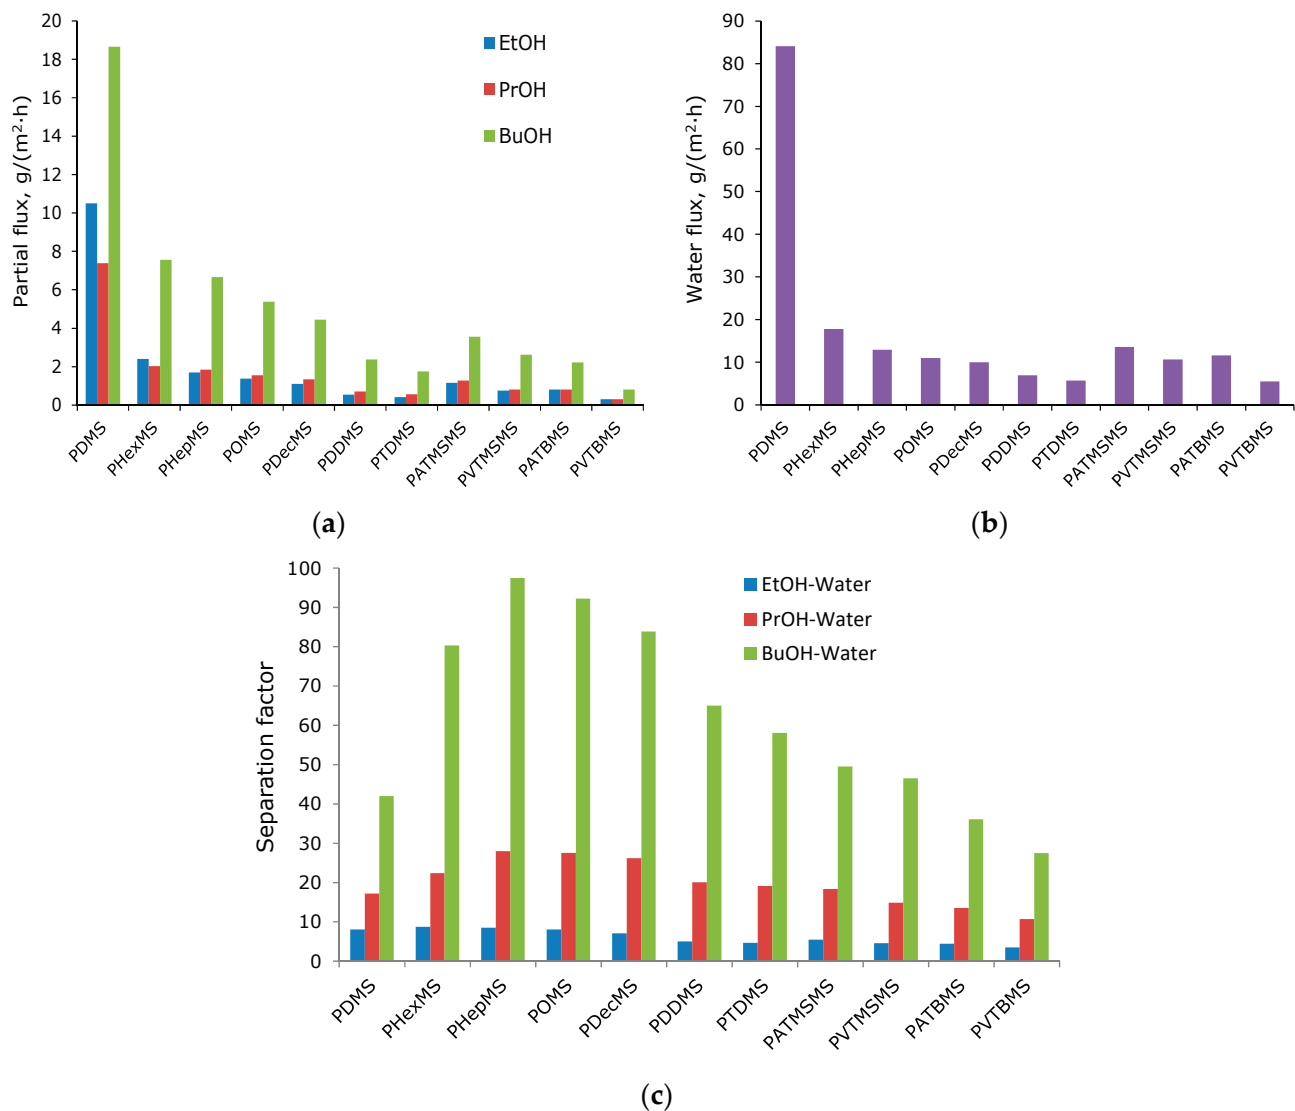 Partial flux, g/(m²·h)
20
18
16
14
12
10
8
6
4
2
0
EtOH
PrOH
BuOH
PDMS
PHexMS
PHepMS
POMS
PDecMS
PDDMS
PTDMS
PATMSMS
PVTMSMS
PATBMS
PVTBMS
(a)
Water flux, g/(m²·h)
90
80
70
60
50
40
30
20
10
0
PDMS
PHexMS
PHepMS
POMS
PDecMS
PDDMS
PTDMS
PATMSMS
PVTMSMS
PATBMS
PVTBMS
(b)
Separation factor
100
90
80
70
60
50
40
30
20
10
0
EtOH-Water
PrOH-Water
BuOH-Water
PDMS
PHexMS
PHepMS
POMS
PDecMS
PDDMS
PTDMS
PATMSMS
PVTMSMS
PATBMS
PVTBMS
(c)